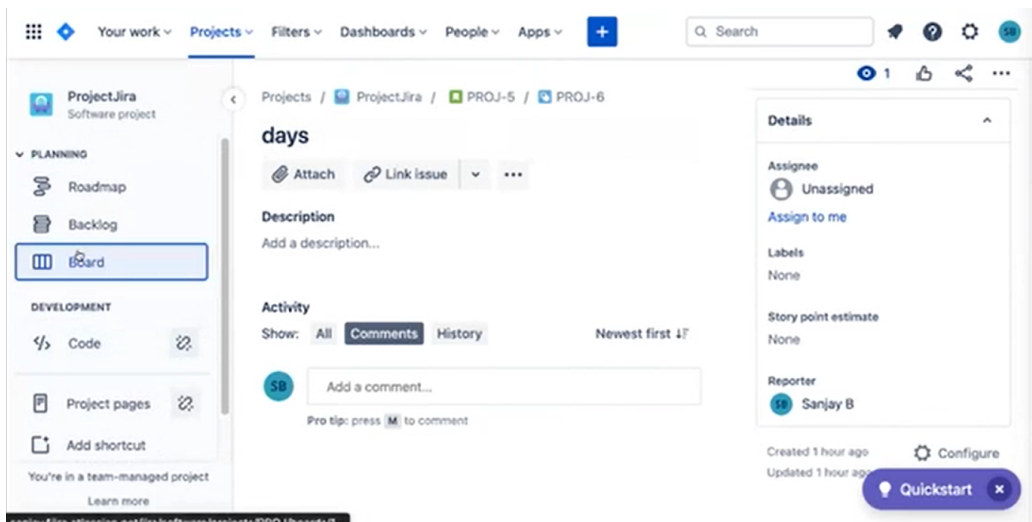 Your work Projects Filters Dashboards People Apps + Search SB
1
ProjectJira
Software project
Projects / ProjectJira / PROJ-5 / PROJ-6
days
Attach Link issue
PLANNING
Roadmap
Backlog
Board
DEVELOPMENT
Code
Project pages
Add shortcut
You're in a team-managed project
Learn more
Description
Add a description...
Activity
Show: All Comments History Newest first
SB Add a comment...
Pro tip: press M to comment
Details
Assignee
Unassigned
Assign to me
Labels
None
Story point estimate
None
Reporter
SB Sanjay B
Created 1 hour ago Configure
Updated 1 hour ago
Quickstart